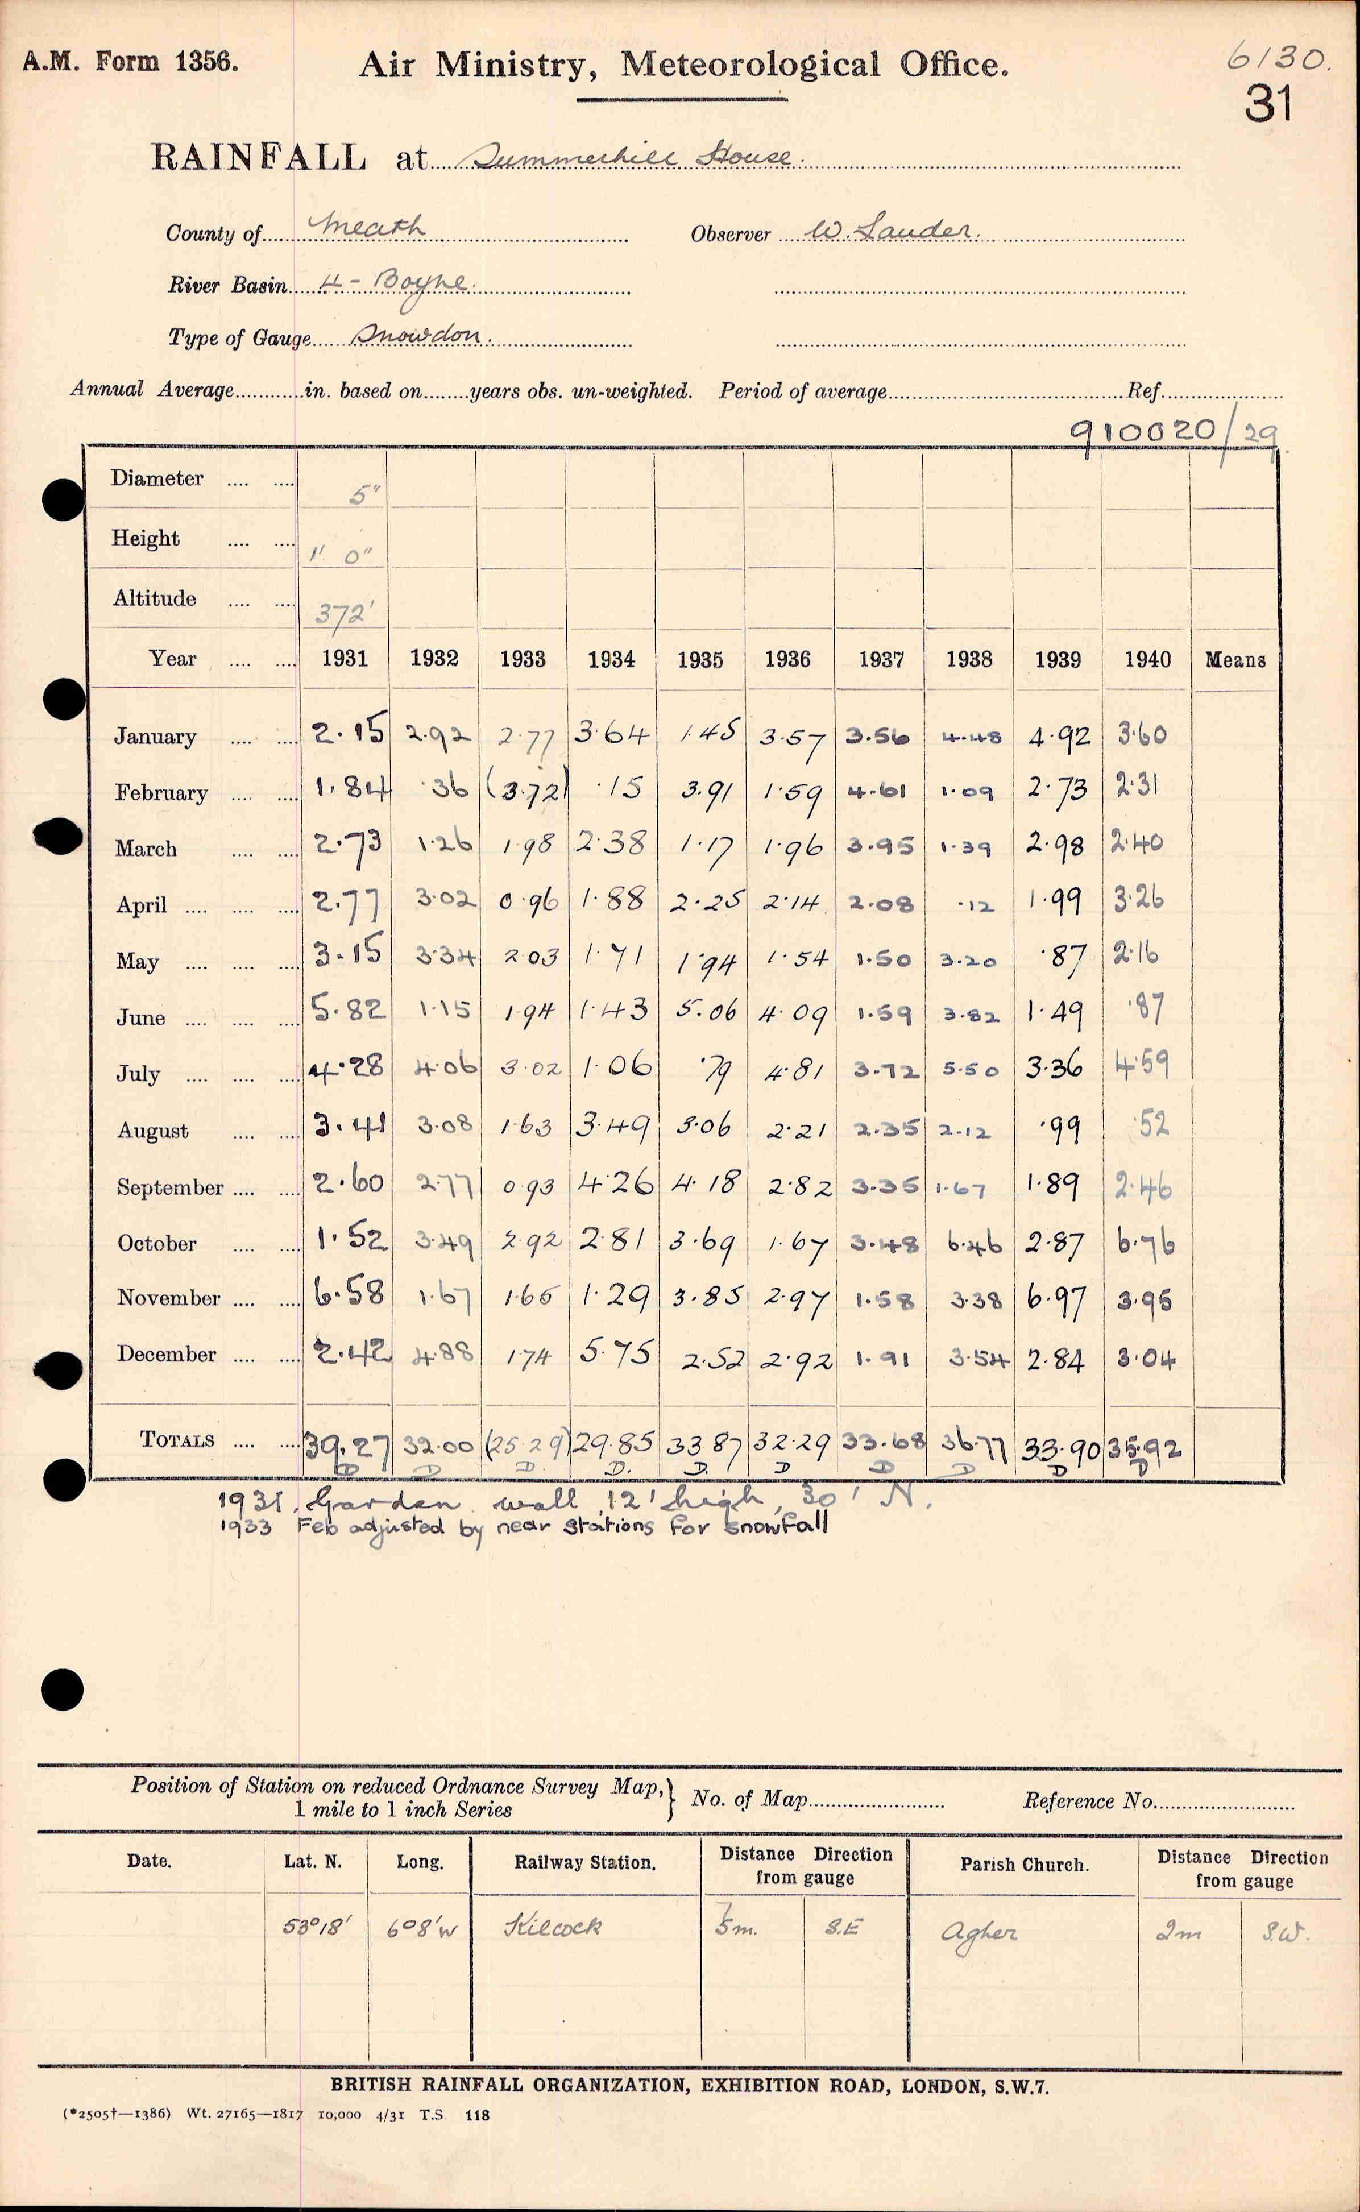 A.M. Form 1356.
Air Ministry, Meteorological Office.
6130.
31
RAINFALL at Summerhill House.
County of Meath Observer W. Lauder.
River Basin 4 - Boyne
Type of Gauge Snowdon.
Annual Average in. based on years obs. un-weighted. Period of average Ref.
910020/29
Diameter 5"
Height 1' 0"
Altitude 372'
Year 1931 1932 1933 1934 1935 1936 1937 1938 1939 1940 Means
January 2.15 2.92 2.77 3.64 1.45 3.57 3.56 4.48 4.92 3.60
February 1.84 .36 (3.72) .15 3.91 1.59 4.61 1.09 2.73 2.31
March 2.73 1.26 1.98 2.38 1.17 1.96 3.95 1.39 2.98 2.40
April 2.77 3.02 0.96 1.88 2.25 2.14 2.08 .12 1.99 3.26
May 3.15 3.34 2.03 1.71 1.94 1.54 1.50 3.20 .87 2.16
June 5.82 1.15 1.94 1.43 5.06 4.09 1.59 3.82 1.49 .87
July 4.28 4.06 3.02 1.06 .79 4.81 3.72 5.50 3.36 4.59
August 3.41 3.08 1.63 3.49 3.06 2.21 2.35 2.12 .99 .52
September 2.60 2.77 0.93 4.26 4.18 2.82 3.35 1.67 1.89 2.46
October 1.52 3.49 2.92 2.81 3.69 1.67 3.48 6.46 2.87 6.76
November 6.58 1.67 1.65 1.29 3.85 2.97 1.58 3.38 6.97 3.95
December 2.42 4.88 1.74 5.75 2.52 2.92 1.91 3.54 2.84 3.04
TOTALS 39.27 32.00 (25.29) 29.85 33.87 32.29 33.68 36.77 33.90 35.92
D D D. D. D. D D D D D
1931. Garden wall 12' high, 30' N.
1933 Feb adjusted by near stations for snowfall
Position of Station on reduced Ordnance Survey Map, 1 mile to 1 inch Series } No. of Map Reference No.
Date. Lat. N. Long. Railway Station. Distance Direction from gauge Parish Church. Distance Direction from gauge
53°18' 6°8'W Kilcock 5m. S.E Agher 2m S.W.
BRITISH RAINFALL ORGANIZATION, EXHIBITION ROAD, LONDON, S.W.7.
(*2505†—1386) Wt. 27165—1817 10,000 4/31 T.S. 118